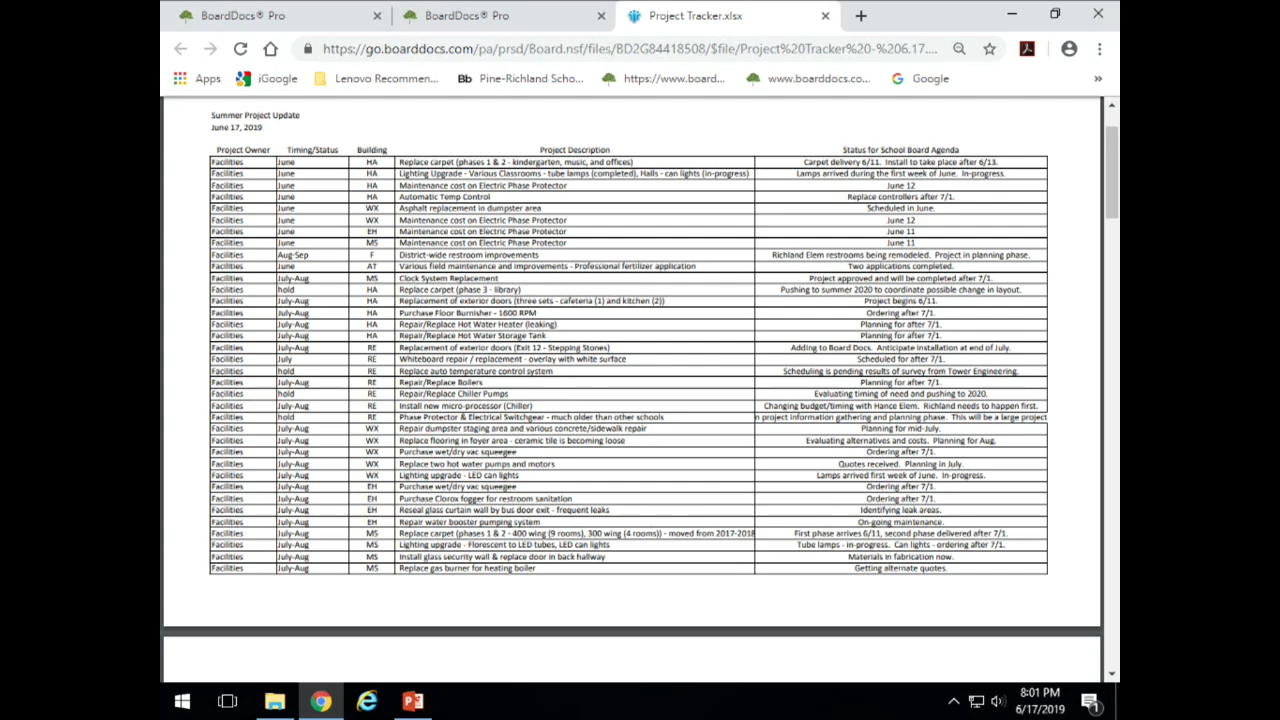 BoardDocs® Pro
BoardDocs® Pro
Project Tracker.xlsx
https://go.boarddocs.com/pa/prsd/Board.nsf/files/BD2G84418508/$file/Project%20Tracker%20-%206.17....
Apps iGoogle Lenovo Recommen... Bb Pine-Richland Scho... https://www.board... www.boarddocs.co... Google »
Summer Project Update
June 17, 2019
Project Owner Timing/Status Building Project Description Status for School Board Agenda
Facilities June HA Replace carpet (phases 1 & 2 - kindergarten, music, and offices) Carpet delivery 6/11. Install to take place after 6/13.
Facilities June HA Lighting Upgrade - Various Classrooms - tube lamps (completed), Halls - can lights (in-progress) Lamps arrived during the first week of June. In-progress.
Facilities June HA Maintenance cost on Electric Phase Protector June 12
Facilities June HA Automatic Temp Control Replace controllers after 7/1.
Facilities June WX Asphalt replacement in dumpster area Scheduled in June.
Facilities June WX Maintenance cost on Electric Phase Protector June 12
Facilities June EH Maintenance cost on Electric Phase Protector June 11
Facilities June MS Maintenance cost on Electric Phase Protector June 11
Facilities Aug-Sep F District-wide restroom improvements Richland Elem restrooms being remodeled. Project in planning phase.
Facilities June AT Various field maintenance and improvements - Professional fertilizer application Two applications completed.
Facilities July-Aug MS Clock System Replacement Project approved and will be completed after 7/1.
Facilities hold HA Replace carpet (phase 3 - library) Pushing to summer 2020 to coordinate possible change in layout.
Facilities July-Aug HA Replacement of exterior doors (three sets - cafeteria (1) and kitchen (2)) Project begins 6/11.
Facilities July-Aug HA Purchase Floor Burnisher - 1600 RPM Ordering after 7/1.
Facilities July-Aug HA Repair/Replace Hot Water Heater (leaking) Planning for after 7/1.
Facilities July-Aug HA Repair/Replace Hot Water Storage Tank Planning for after 7/1.
Facilities July-Aug RE Replacement of exterior doors (Exit 12 - Stepping Stones) Adding to Board Docs. Anticipate installation at end of July.
Facilities July RE Whiteboard repair / replacement - overlay with white surface Scheduled for after 7/1.
Facilities hold RE Replace auto temperature control system Scheduling is pending results of survey from Tower Engineering.
Facilities July-Aug RE Repair/Replace Boilers Planning for after 7/1.
Facilities hold RE Repair/Replace Chiller Pumps Evaluating timing of need and pushing to 2020.
Facilities July-Aug RE Install new micro-processor (Chiller) Changing budget/timing with Hance Elem. Richland needs to happen first.
Facilities hold RE Phase Protector & Electrical Switchgear - much older than other schools n project information gathering and planning phase. This will be a large project
Facilities July-Aug WX Repair dumpster staging area and various concrete/sidewalk repair Planning for mid-July.
Facilities July-Aug WX Replace flooring in foyer area - ceramic tile is becoming loose Evaluating alternatives and costs. Planning for Aug.
Facilities July-Aug WX Purchase wet/dry vac squeegee Ordering after 7/1.
Facilities July-Aug WX Replace two hot water pumps and motors Quotes received. Planning in July.
Facilities July-Aug WX Lighting upgrade - LED can lights Lamps arrived first week of June. In-progress.
Facilities July-Aug EH Purchase wet/dry vac squeegee Ordering after 7/1.
Facilities July-Aug EH Purchase Clorox fogger for restroom sanitation Ordering after 7/1.
Facilities July-Aug EH Reseal glass curtain wall by bus door exit - frequent leaks Identifying leak areas.
Facilities July-Aug EH Repair water booster pumping system On-going maintenance.
Facilities July-Aug MS Replace carpet (phases 1 & 2 - 400 wing (9 rooms), 300 wing (4 rooms)) - moved from 2017-2018 First phase arrives 6/11, second phase delivered after 7/1.
Facilities July-Aug MS Lighting upgrade - Florescent to LED tubes, LED can lights Tube lamps - in-progress. Can lights - ordering after 7/1.
Facilities July-Aug MS Install glass security wall & replace door in back hallway Materials in fabrication now.
Facilities July-Aug MS Replace gas burner for heating boiler Getting alternate quotes.
8:01 PM
6/17/2019
1